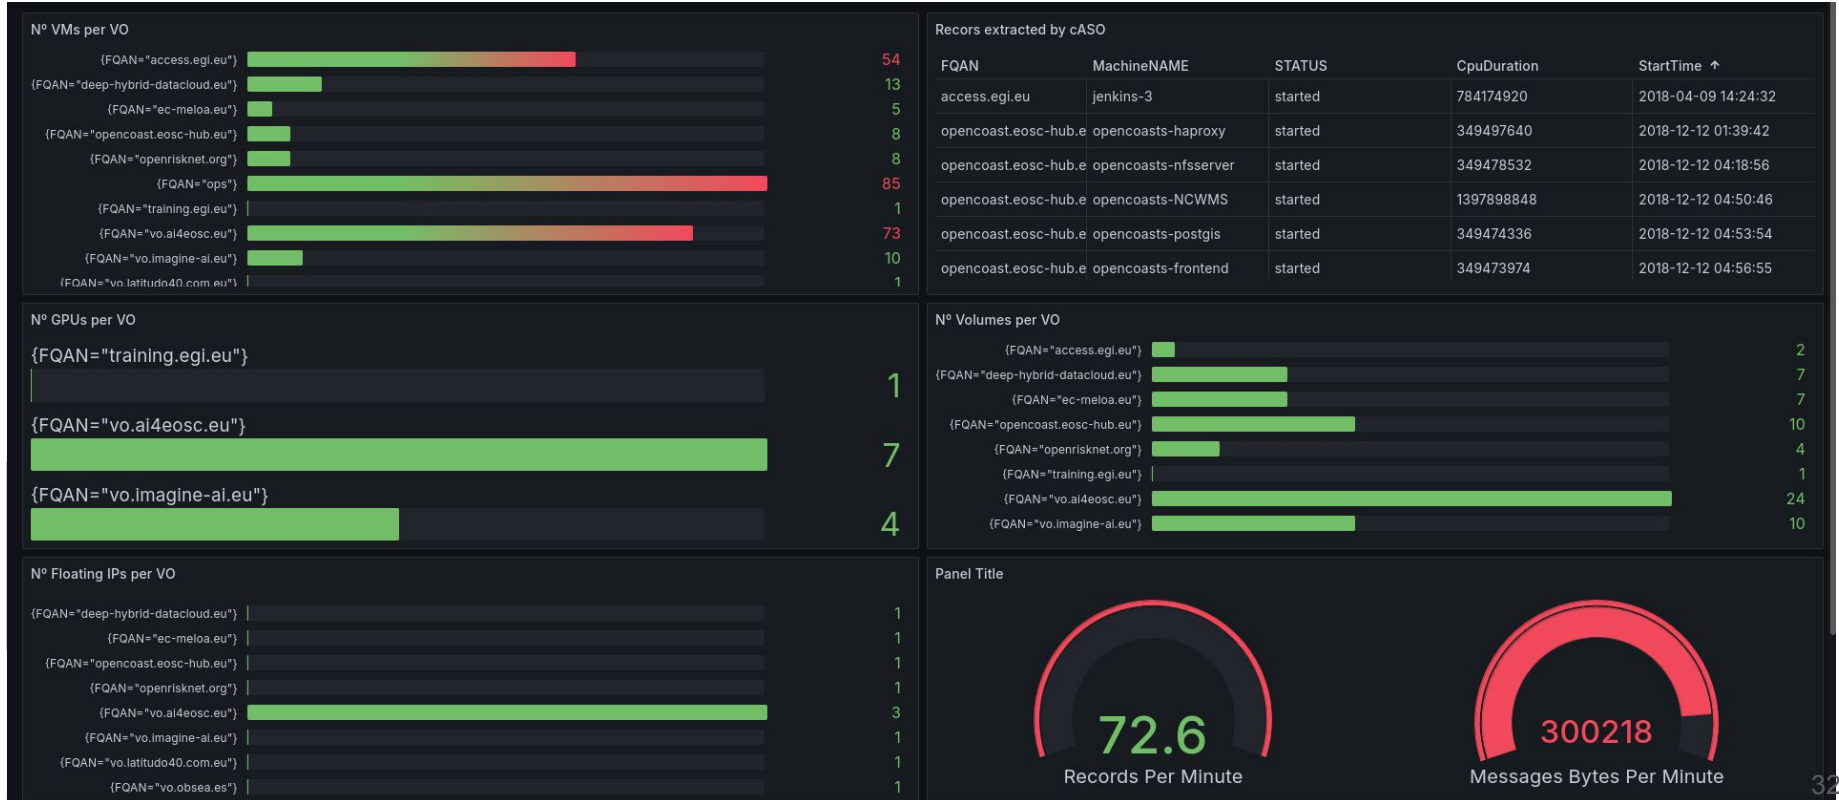 Nº VMs per VO
{FQAN="access.egi.eu"} 54
{FQAN="deep-hybrid-datacloud.eu"} 13
{FQAN="ec-meloa.eu"} 5
{FQAN="opencoast.eosc-hub.eu"} 8
{FQAN="openrisknet.org"} 8
{FQAN="ops"} 85
{FQAN="training.egi.eu"} 1
{FQAN="vo.ai4eosc.eu"} 73
{FQAN="vo.imagine-ai.eu"} 10
{FQAN="vo.latitudo40.com.eu"} 1
Recors extracted by cASO
FQAN MachineNAME STATUS CpuDuration StartTime ↑
access.egi.eu jenkins-3 started 784174920 2018-04-09 14:24:32
opencoast.eosc-hub.e opencoasts-haproxy started 349497640 2018-12-12 01:39:42
opencoast.eosc-hub.e opencoasts-nfsserver started 349478532 2018-12-12 04:18:56
opencoast.eosc-hub.e opencoasts-NCWMS started 1397898848 2018-12-12 04:50:46
opencoast.eosc-hub.e opencoasts-postgis started 349474336 2018-12-12 04:53:54
opencoast.eosc-hub.e opencoasts-frontend started 349473974 2018-12-12 04:56:55
Nº GPUs per VO
{FQAN="training.egi.eu"}
1
{FQAN="vo.ai4eosc.eu"}
7
{FQAN="vo.imagine-ai.eu"}
4
Nº Volumes per VO
{FQAN="access.egi.eu"} 2
{FQAN="deep-hybrid-datacloud.eu"} 7
{FQAN="ec-meloa.eu"} 7
{FQAN="opencoast.eosc-hub.eu"} 10
{FQAN="openrisknet.org"} 4
{FQAN="training.egi.eu"} 1
{FQAN="vo.ai4eosc.eu"} 24
{FQAN="vo.imagine-ai.eu"} 10
Nº Floating IPs per VO
{FQAN="deep-hybrid-datacloud.eu"} 1
{FQAN="ec-meloa.eu"} 1
{FQAN="opencoast.eosc-hub.eu"} 1
{FQAN="openrisknet.org"} 1
{FQAN="vo.ai4eosc.eu"} 3
{FQAN="vo.imagine-ai.eu"} 1
{FQAN="vo.latitudo40.com.eu"} 1
{FQAN="vo.obsea.es"} 1
Panel Title
72.6
Records Per Minute
300218
Messages Bytes Per Minute
32